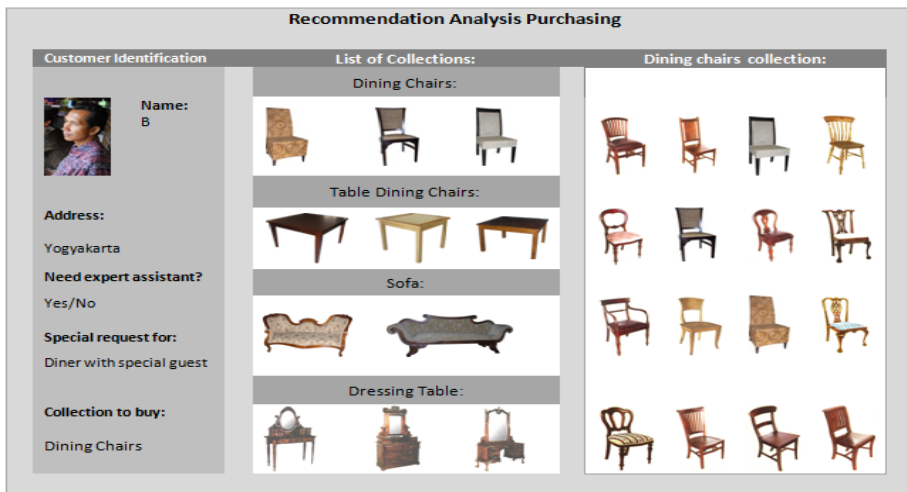 Recommendation Analysis Purchasing
Customer Identification
Name:
B
Address:
Yogyakarta
Need expert assistant?
Yes/No
Special request for:
Diner with special guest
Collection to buy:
Dining Chairs
List of Collections:
Dining Chairs:
Table Dining Chairs:
Sofa:
Dressing Table:
Dining chairs collection: